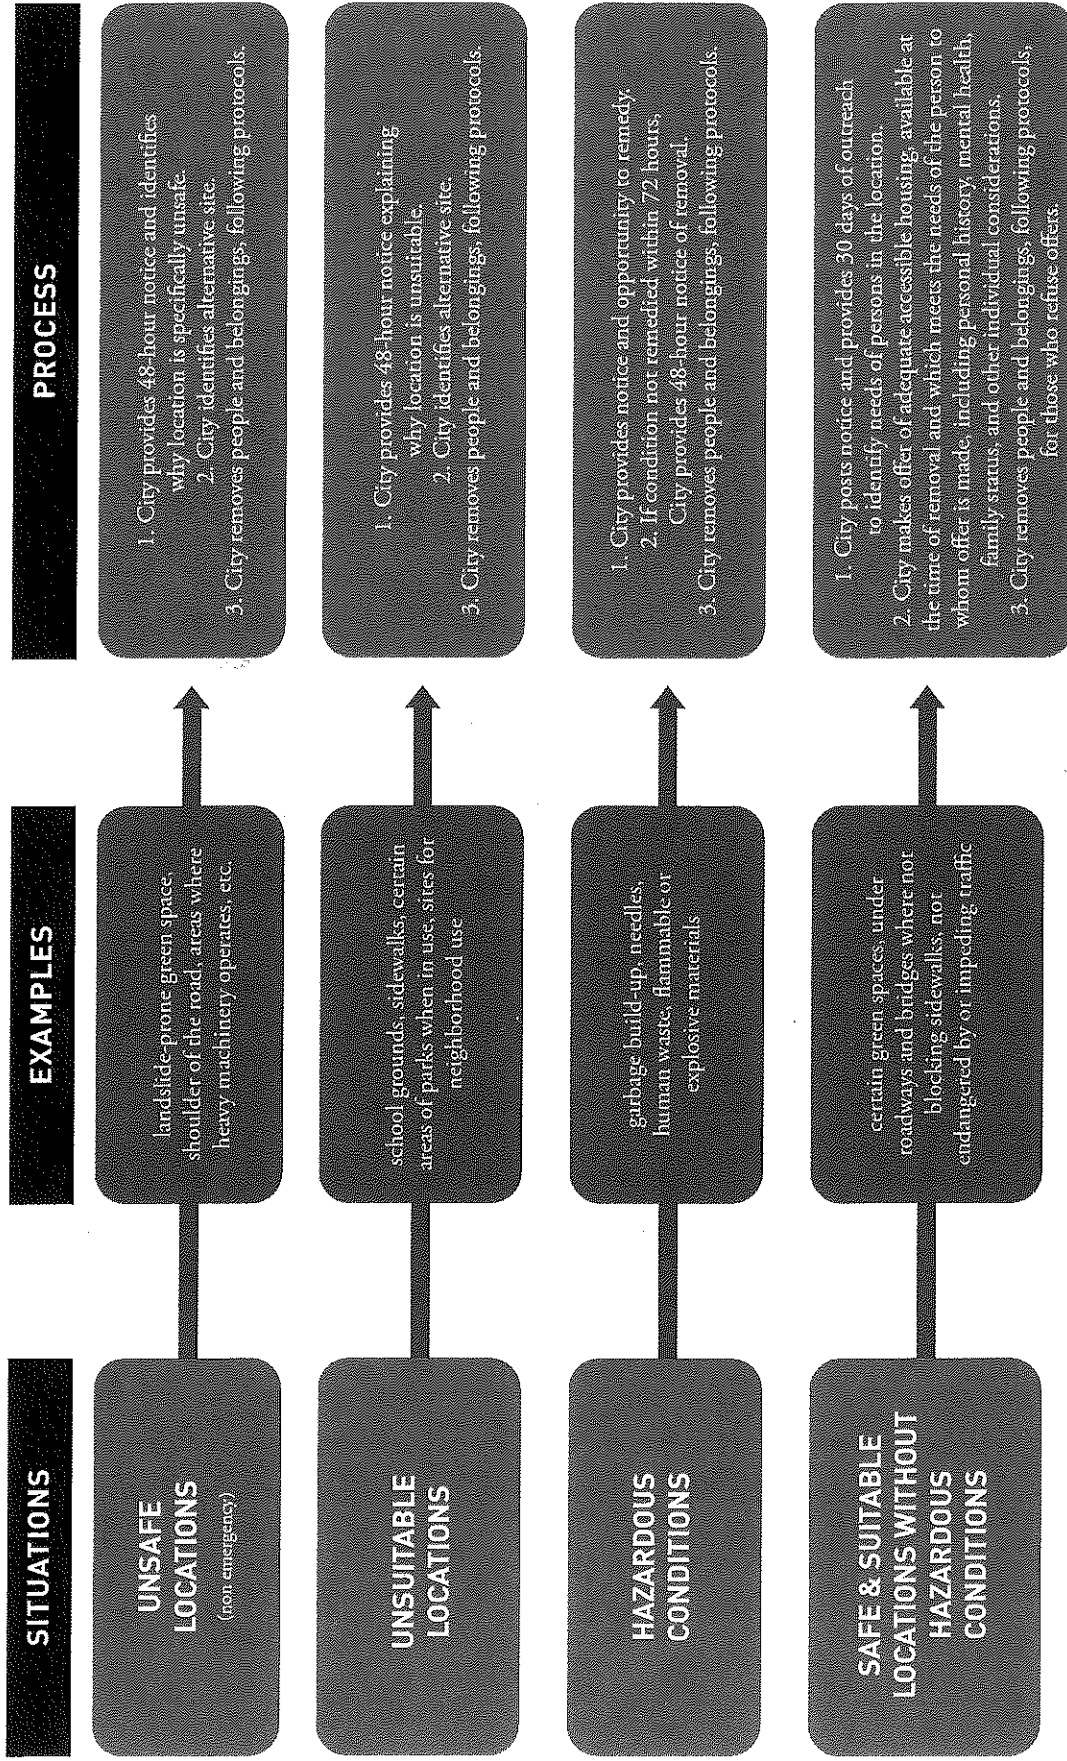 SITUATIONS
EXAMPLES
PROCESS
UNSAFE
LOCATIONS
(non emergency)
landslide-prone green space,
shoulder of the road, areas where
heavy machinery operates, etc.
1. City provides 48-hour notice and identifies
why location is specifically unsafe.
2. City identifies alternative site.
3. City removes people and belongings, following protocols.
UNSUITABLE
LOCATIONS
school grounds, sidewalks, certain
areas of parks when in use, sites for
neighborhood use
1. City provides 48-hour notice explaining
why location is unsuitable.
2. City identifies alternative site.
3. City removes people and belongings, following protocols.
HAZARDOUS
CONDITIONS
garbage build-up, needles,
human waste, flammable or
explosive materials
1. City provides notice and opportunity to remedy,
2. If condition not remedied within 72 hours,
City provides 48-hour notice of removal.
3. City removes people and belongings, following protocols.
SAFE & SUITABLE
LOCATIONS WITHOUT
HAZARDOUS
CONDITIONS
certain green spaces, under
roadways and bridges where not
blocking sidewalks, not
endangered by or impeding traffic
1. City posts notice and provides 30 days of outreach
to identify needs of persons in the location.
2. City makes offer of adequate accessible housing, available at
the time of removal and which meets the needs of the person to
whom offer is made, including personal history, mental health,
family status, and other individual considerations.
3. City removes people and belongings, following protocols,
for those who refuse offers.